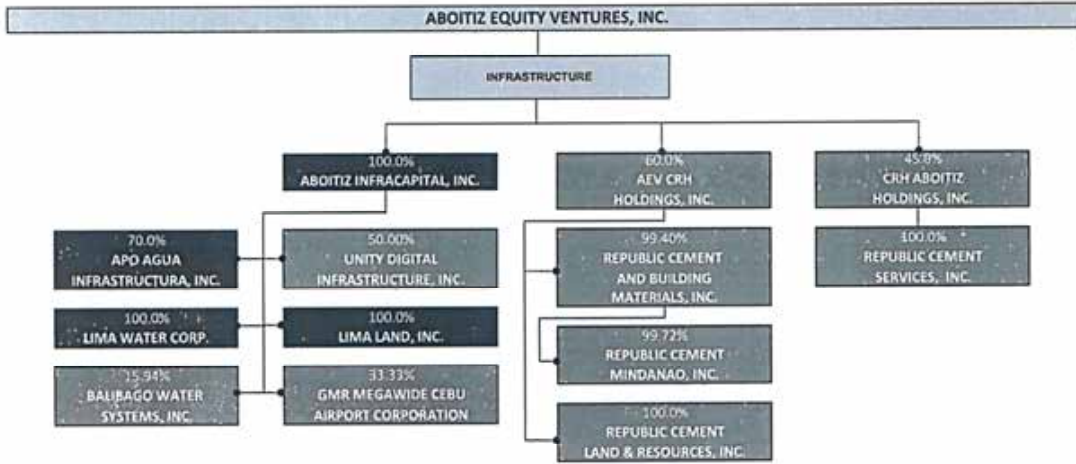 ABOITIZ EQUITY VENTURES, INC.
INFRASTRUCTURE
100.0%
ABOITIZ INFRACAPITAL, INC.
60.0%
AEV CRH
HOLDINGS, INC.
45.0%
CRH ABOITIZ
HOLDINGS, INC.
70.0%
APO AGUA
INFRASTRUCTURA, INC.
50.00%
UNITY DIGITAL
INFRASTRUCTURE, INC.
99.40%
REPUBLIC CEMENT
AND BUILDING
MATERIALS, INC.
100.0%
REPUBLIC CEMENT
SERVICES, INC.
100.0%
LIMA WATER CORP.
100.0%
LIMA LAND, INC.
99.72%
REPUBLIC CEMENT
MINDANAO, INC.
15.94%
BALIBAGO WATER
SYSTEMS, INC.
33.33%
GMR MEGAWIDE CEBU
AIRPORT CORPORATION
100.0%
REPUBLIC CEMENT
LAND & RESOURCES, INC.